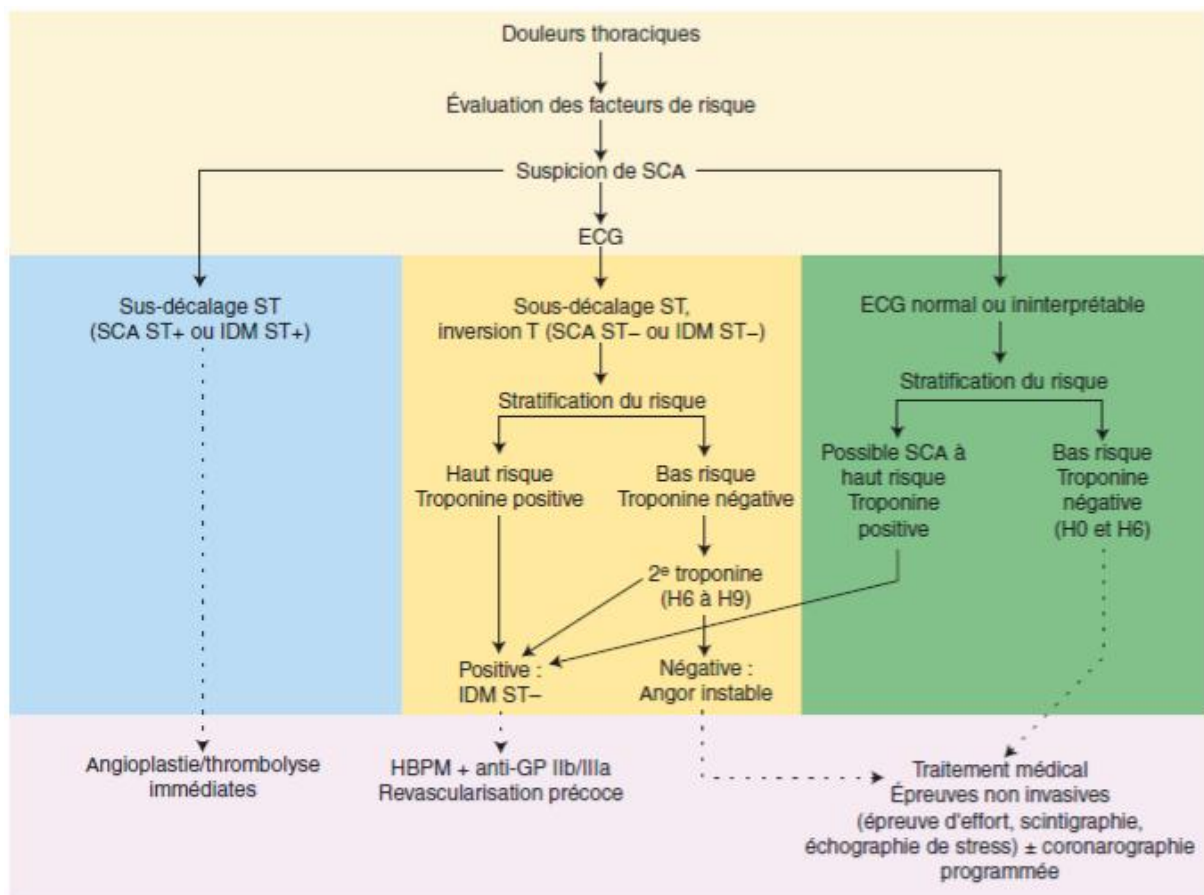 Douleurs thoraciques
Évaluation des facteurs de risque
Suspicion de SCA
ECG
Sus-décalage ST
(SCA ST+ ou IDM ST+)
Sous-décalage ST,
inversion T (SCA ST– ou IDM ST–)
ECG normal ou ininterprétable
Stratification du risque
Stratification du risque
Haut risque
Troponine positive
Bas risque
Troponine négative
Possible SCA à
haut risque
Troponine
positive
Bas risque
Troponine
négative
(H0 et H6)
2e troponine
(H6 à H9)
Positive :
IDM ST–
Négative :
Angor instable
Angioplastie/thrombolyse
immédiates
HBPM + anti-GP IIb/IIIa
Revascularisation précoce
Traitement médical
Épreuves non invasives
(épreuve d'effort, scintigraphie,
échographie de stress) ± coronarographie
programmée